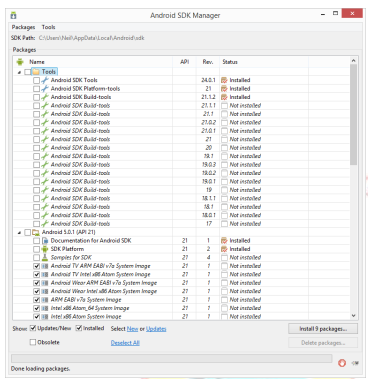 Android SDK Manager
Packages Tools
SDK Path: C:\Users\Neil\AppData\Local\Android\sdk
Packages
Name API Rev. Status
Tools
Android SDK Tools 24.0.1 Installed
Android SDK Platform-tools 21 Installed
Android SDK Build-tools 21.1.2 Installed
Android SDK Build-tools 21.1.1 Not installed
Android SDK Build-tools 21.1 Not installed
Android SDK Build-tools 21.0.2 Not installed
Android SDK Build-tools 21.0.1 Not installed
Android SDK Build-tools 21 Not installed
Android SDK Build-tools 20 Not installed
Android SDK Build-tools 19.1 Not installed
Android SDK Build-tools 19.0.3 Not installed
Android SDK Build-tools 19.0.2 Not installed
Android SDK Build-tools 19.0.1 Not installed
Android SDK Build-tools 19 Not installed
Android SDK Build-tools 18.1.1 Not installed
Android SDK Build-tools 18.1 Not installed
Android SDK Build-tools 18.0.1 Not installed
Android SDK Build-tools 17 Not installed
Android 5.0.1 (API 21)
Documentation for Android SDK 21 1 Installed
SDK Platform 21 2 Installed
Samples for SDK 21 4 Not installed
Android TV ARM EABI v7a System Image 21 1 Not installed
Android TV Intel x86 Atom System Image 21 1 Not installed
Android Wear ARM EABI v7a System Image 21 1 Not installed
Android Wear Intel x86 Atom System Image 21 1 Not installed
ARM EABI v7a System Image 21 1 Not installed
Intel x86 Atom_64 System Image 21 1 Not installed
Intel x86 Atom System Image 21 1 Not installed
Show: Updates/New Installed Select New or Updates Install 9 packages...
Obsolete Deselect All Delete packages...
Done loading packages.